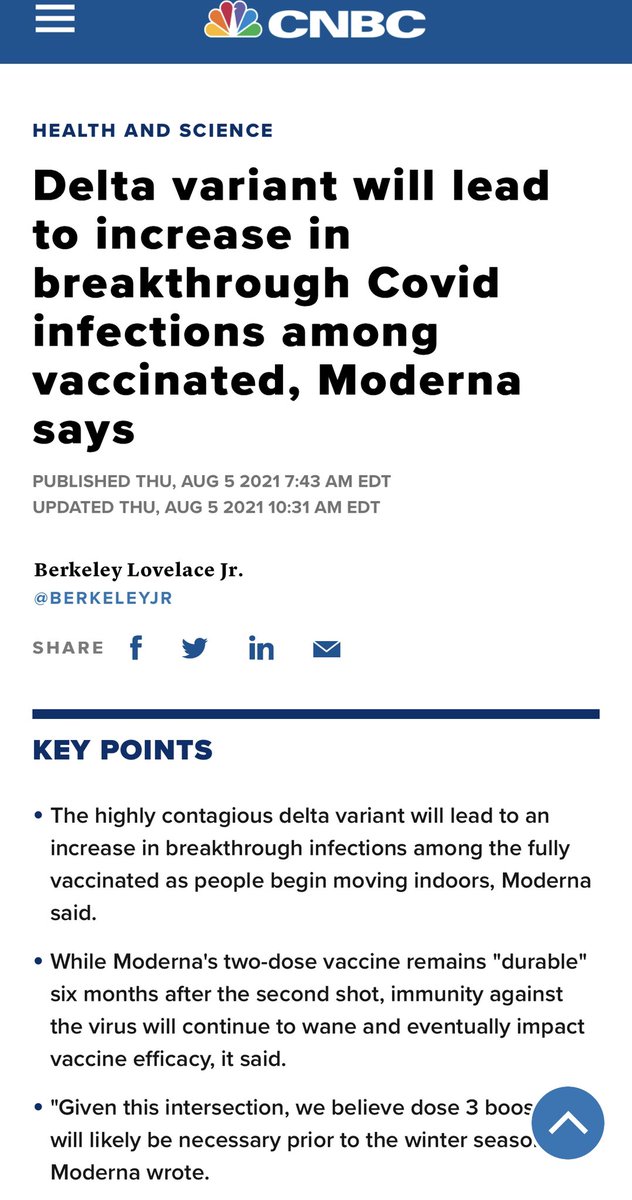 CNBC
HEALTH AND SCIENCE
Delta variant will lead
to increase in
breakthrough Covid
infections among
vaccinated, Moderna
says
PUBLISHED THU, AUG 5 2021 7:43 AM EDT
UPDATED THU, AUG 5 2021 10:31 AM EDT
Berkeley Lovelace Jr.
@BERKELEYJR
SHARE
KEY POINTS
• The highly contagious delta variant will lead to an
increase in breakthrough infections among the fully
vaccinated as people begin moving indoors, Moderna
said.
• While Moderna's two-dose vaccine remains "durable"
six months after the second shot, immunity against
the virus will continue to wane and eventually impact
vaccine efficacy, it said.
• "Given this intersection, we believe dose 3
will likely be necessary prior to the winter
Moderna wrote.